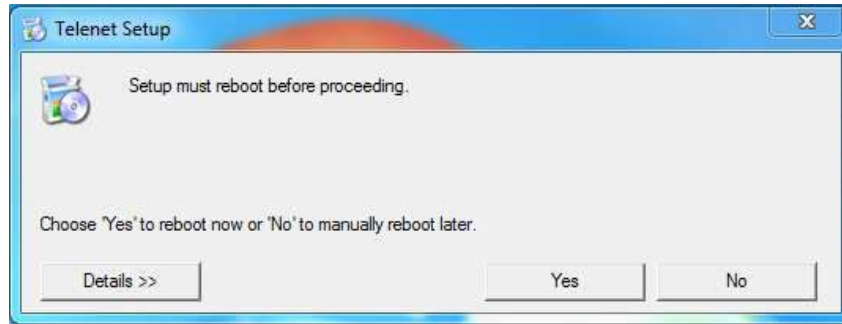 Telenet Setup
Setup must reboot before proceeding.
Choose 'Yes' to reboot now or 'No' to manually reboot later.
Details >>
Yes
No